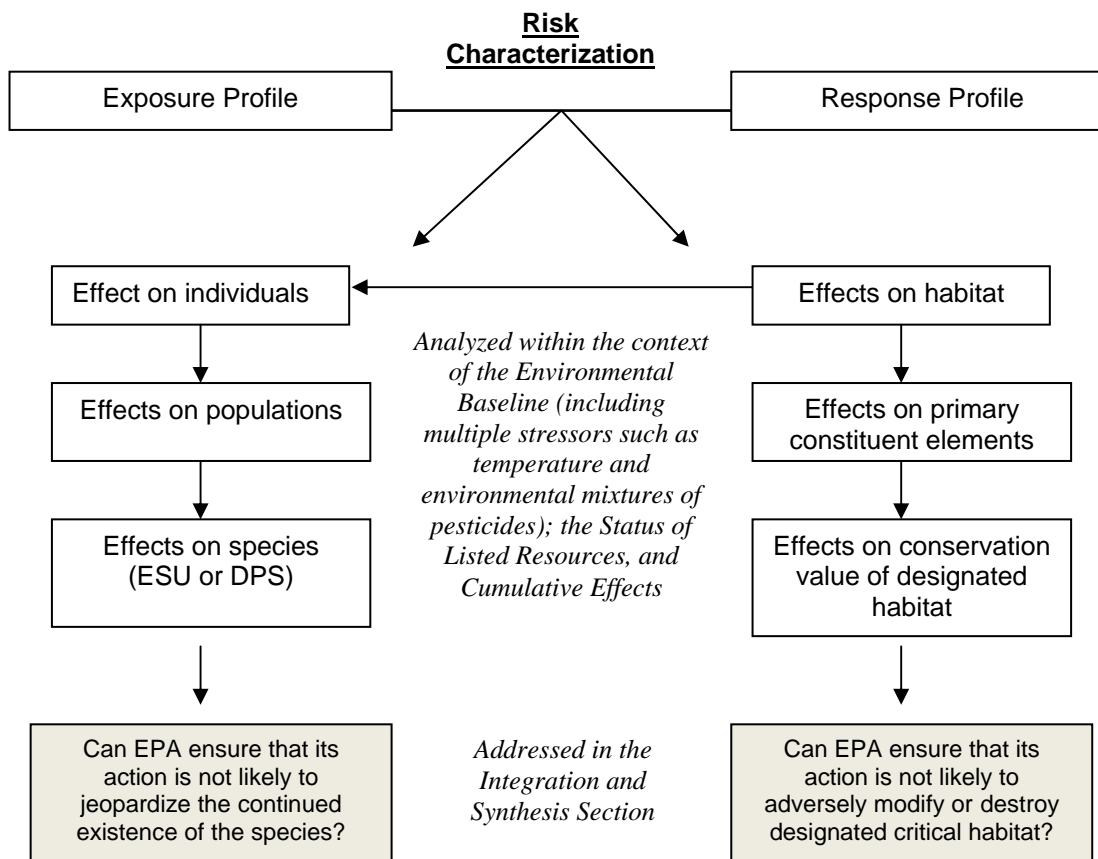 Risk
Characterization
Exposure Profile
Response Profile
Effect on individuals
Effects on habitat
Analyzed within the context
of the Environmental
Baseline (including
multiple stressors such as
temperature and
environmental mixtures of
pesticides); the Status of
Listed Resources, and
Cumulative Effects
Effects on populations
Effects on primary
constituent elements
Effects on species
(ESU or DPS)
Effects on conservation
value of designated
habitat
Can EPA ensure that its
action is not likely to
jeopardize the continued
existence of the species?
Addressed in the
Integration and
Synthesis Section
Can EPA ensure that its
action is not likely to
adversely modify or destroy
designated critical habitat?